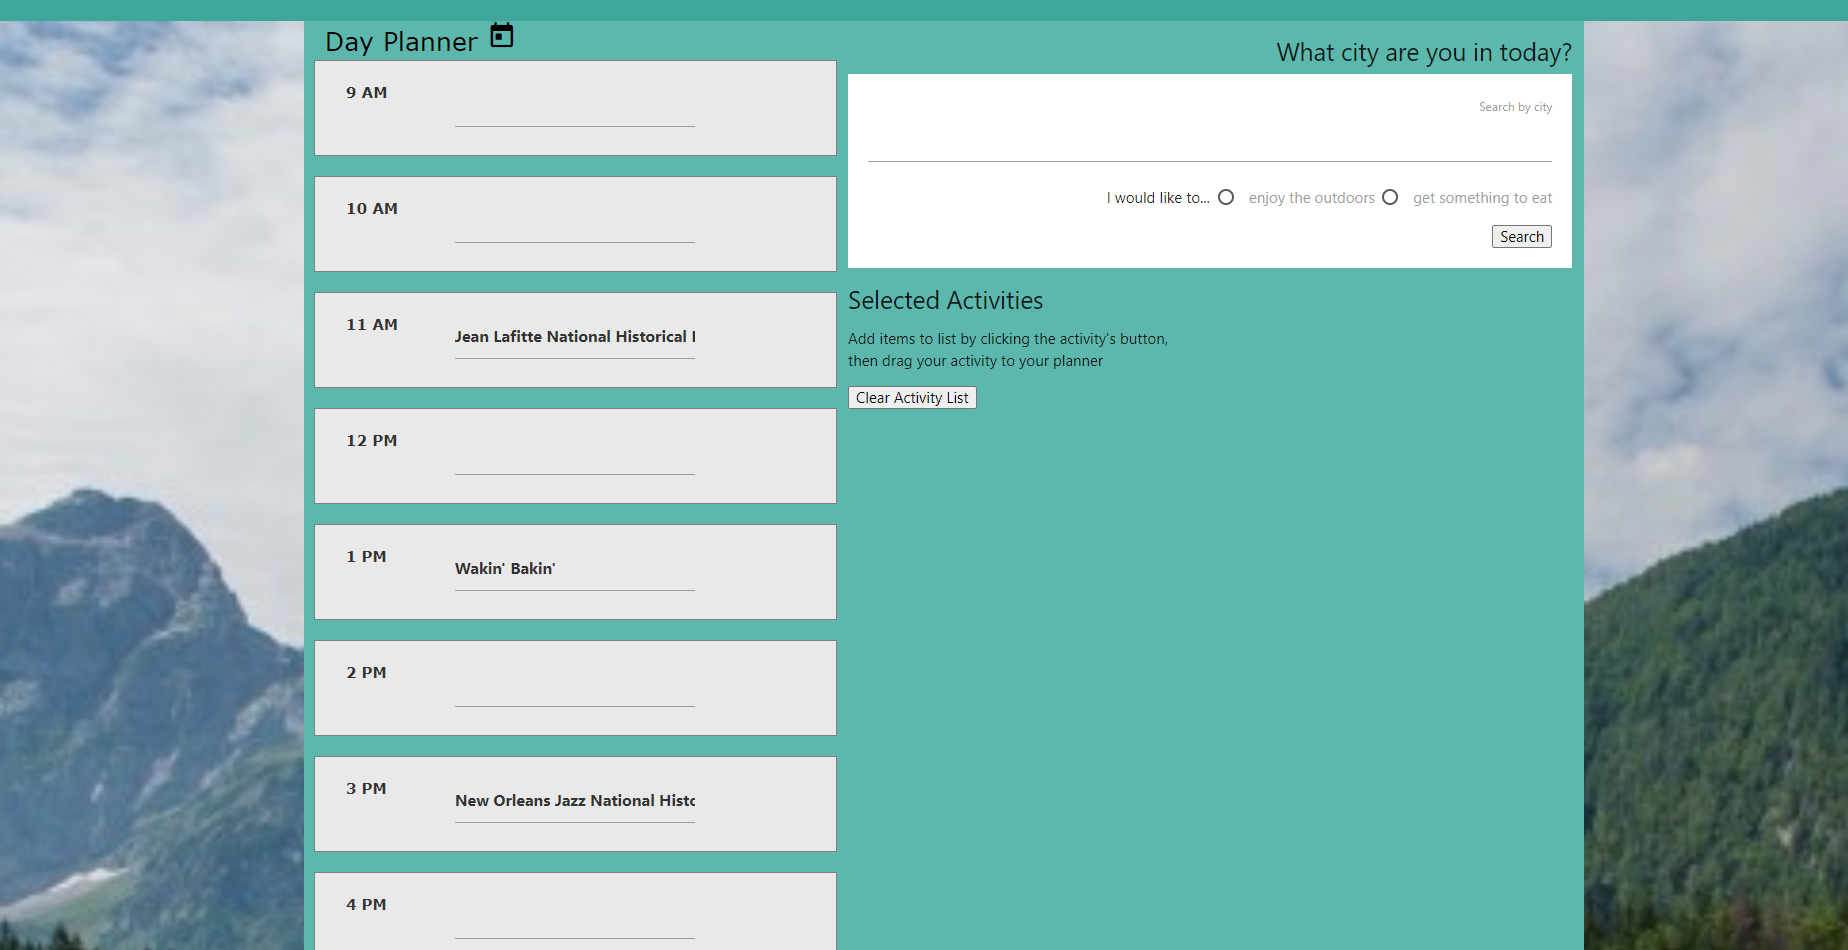 Day Planner
9 AM
10 AM
11 AM
Jean Lafitte National Historical
12 PM
1 PM
Wakin' Bakin'
2 PM
3 PM
New Orleans Jazz National Histo
4 PM
What city are you in today?
Search by city
I would like to... enjoy the outdoors get something to eat
Search
Selected Activities
Add items to list by clicking the activity's button,
then drag your activity to your planner
Clear Activity List